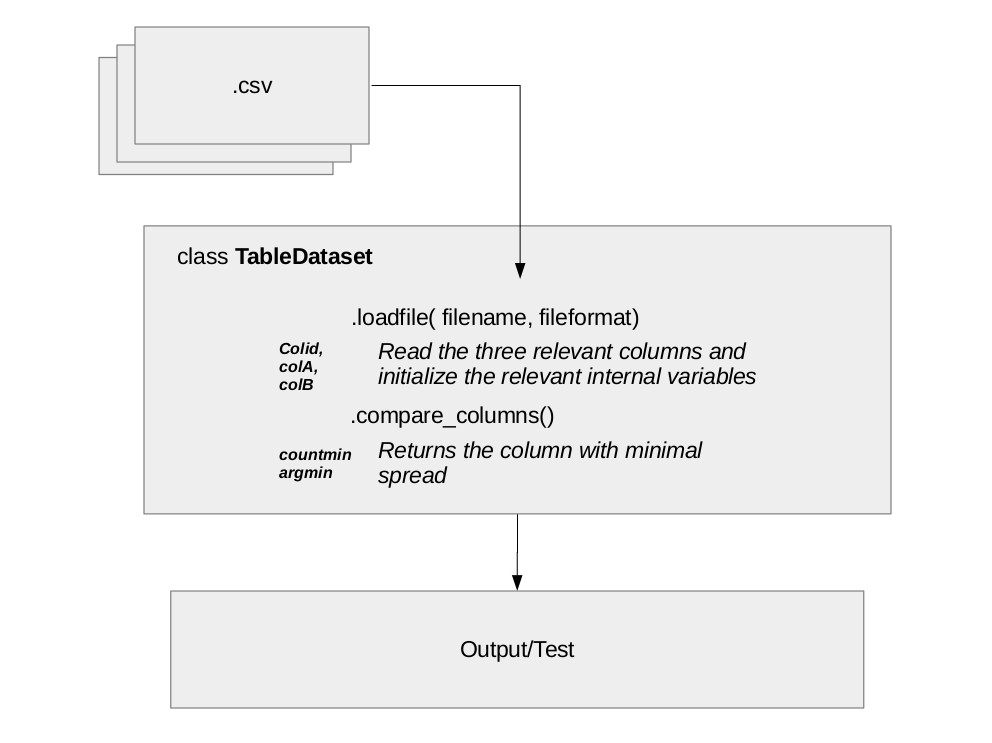 .csv
class TableDataset
.loadfile( filename, fileformat)
Colid,
colA,
colB
Read the three relevant columns and
initialize the relevant internal variables
.compare_columns()
countmin
argmin
Returns the column with minimal
spread
Output/Test